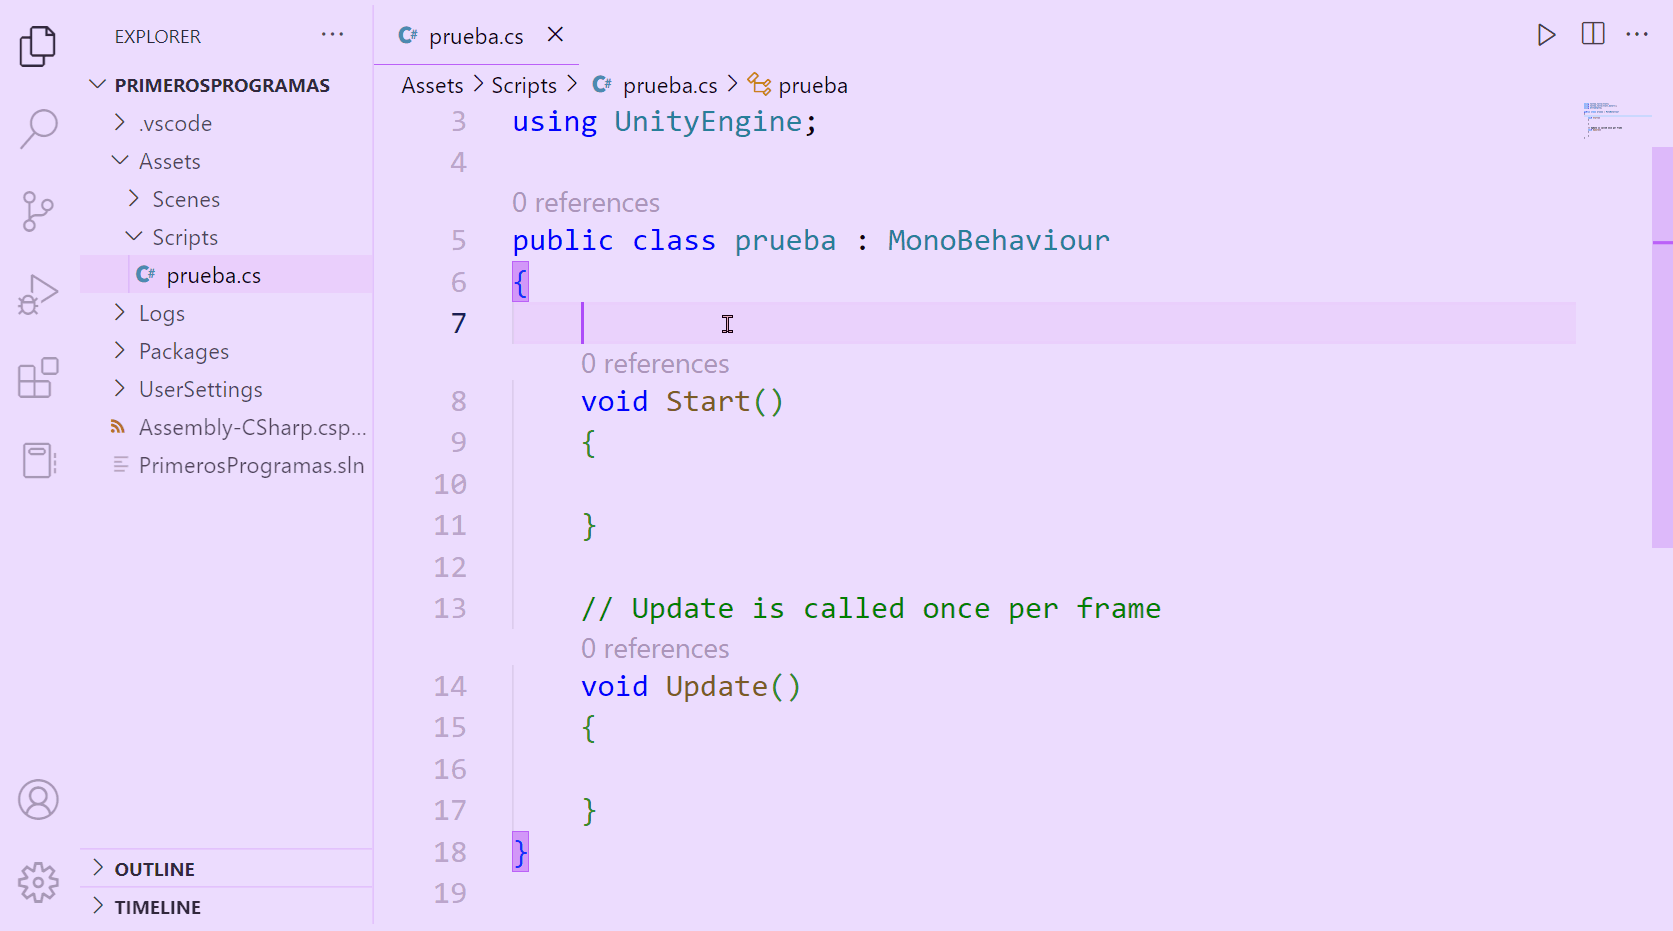 EXPLORER ...
PRIMEROSPROGRAMAS
.vscode
Assets
Scenes
Scripts
C# prueba.cs
Logs
Packages
UserSettings
Assembly-CSharp.csp...
PrimerosProgramas.sln
OUTLINE
TIMELINE
C# prueba.cs
Assets > Scripts > C# prueba.cs > prueba
3 using UnityEngine;
4
0 references
5 public class prueba : MonoBehaviour
6 {
7
0 references
8 void Start()
9 {
10
11 }
12
13 // Update is called once per frame
0 references
14 void Update()
15 {
16
17 }
18 }
19